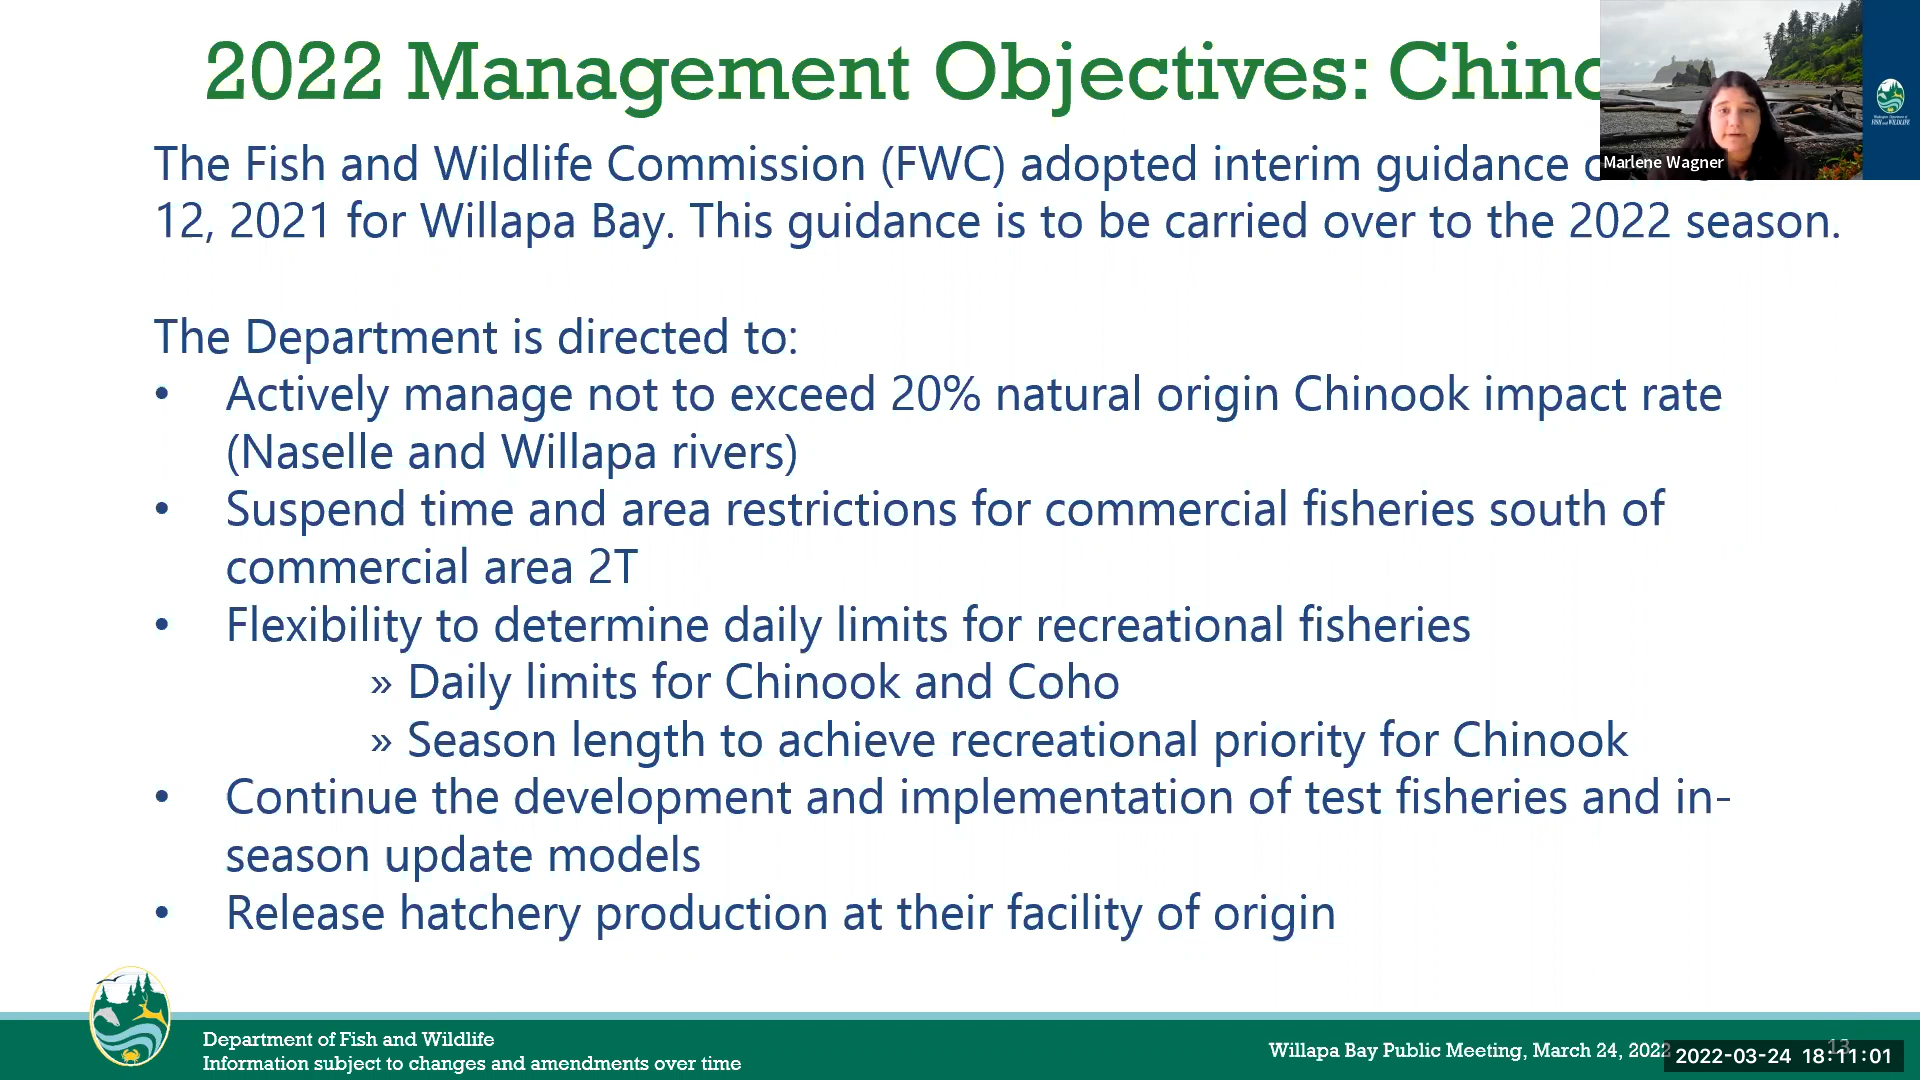 2022 Management Objectives: Chino
The Fish and Wildlife Commission (FWC) adopted interim guidance
12, 2021 for Willapa Bay. This guidance is to be carried over to the 2022 season.
The Department is directed to:
• Actively manage not to exceed 20% natural origin Chinook impact rate
(Naselle and Willapa rivers)
• Suspend time and area restrictions for commercial fisheries south of
commercial area 2T
• Flexibility to determine daily limits for recreational fisheries
» Daily limits for Chinook and Coho
» Season length to achieve recreational priority for Chinook
• Continue the development and implementation of test fisheries and in-
season update models
• Release hatchery production at their facility of origin
Marlene Wagner
Department of Fish and Wildlife
Information subject to changes and amendments over time
Willapa Bay Public Meeting, March 24, 2022
13
2022-03-24 18:11:01